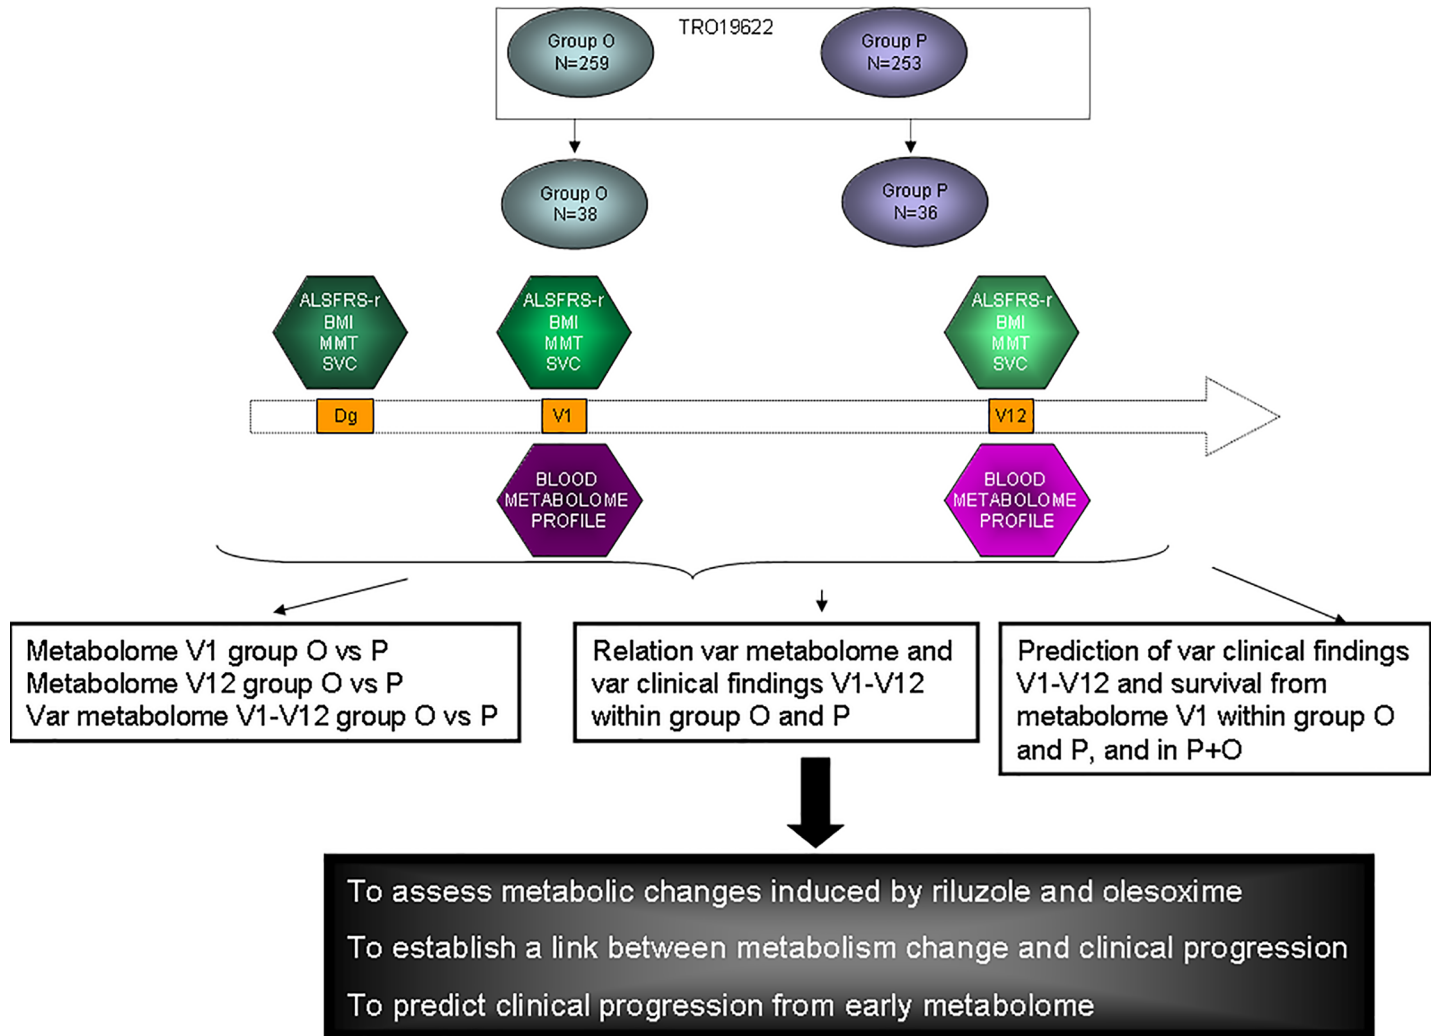 TRO19622
Group O
N=259
Group P
N=253
Group O
N=38
Group P
N=36
ALSFRS-r
BMI
MMT
SVC
ALSFRS-r
BMI
MMT
SVC
ALSFRS-r
BMI
MMT
SVC
Dg
V1
V12
BLOOD
METABOLOME
PROFILE
BLOOD
METABOLOME
PROFILE
Metabolome V1 group O vs P
Metabolome V12 group O vs P
Var metabolome V1-V12 group O vs P
Relation var metabolome and
var clinical findings V1-V12
within group O and P
Prediction of var clinical findings
V1-V12 and survival from
metabolome V1 within group O
and P, and in P+O
To assess metabolic changes induced by riluzole and olesoxime
To establish a link between metabolism change and clinical progression
To predict clinical progression from early metabolome